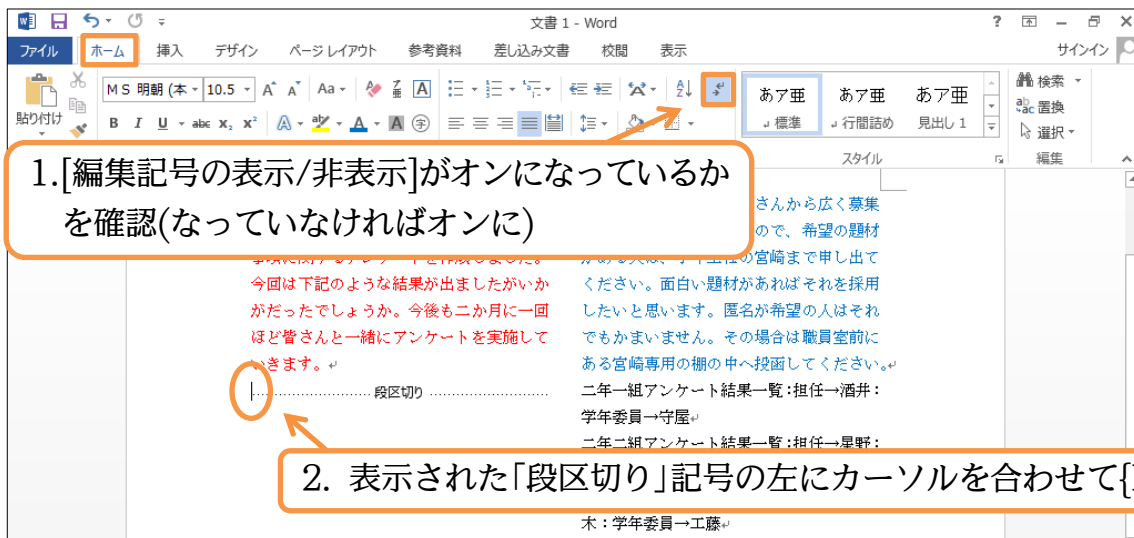 文書 1 - Word
ファイル ホーム 挿入 デザイン ページ レイアウト 参考資料 差し込み文書 校閲 表示 サインイン
貼り付け
ＭＳ 明朝 (本 10.5 A A Aa A
B I U abc x₂ x² A A A 字
あア亜 あア亜 あア亜
標準 行間詰め 見出し 1
検索
置換
選択
スタイル 編集
1.[編集記号の表示/非表示]がオンになっているか
を確認(なっていなければオンに)
今回は下記のような結果が出ましたがいか
がだったでしょうか。今後も二か月に一回
ほど皆さんと一緒にアンケートを実施して
いきます。
段区切り
さんから広く募集
ので、希望の題材
の宮崎まで申し出て
ください。面白い題材があればそれを採用
したいと思います。匿名が希望の人はそれ
でもかまいません。その場合は職員室前に
ある宮崎専用の棚の中へ投函してください。
二年一組アンケート結果一覧：担任→酒井：
学年委員→守屋
二年二組アンケート結果一覧：担任→星野：
2. 表示された「段区切り」記号の左にカーソルを合わせて{
木：学年委員→工藤